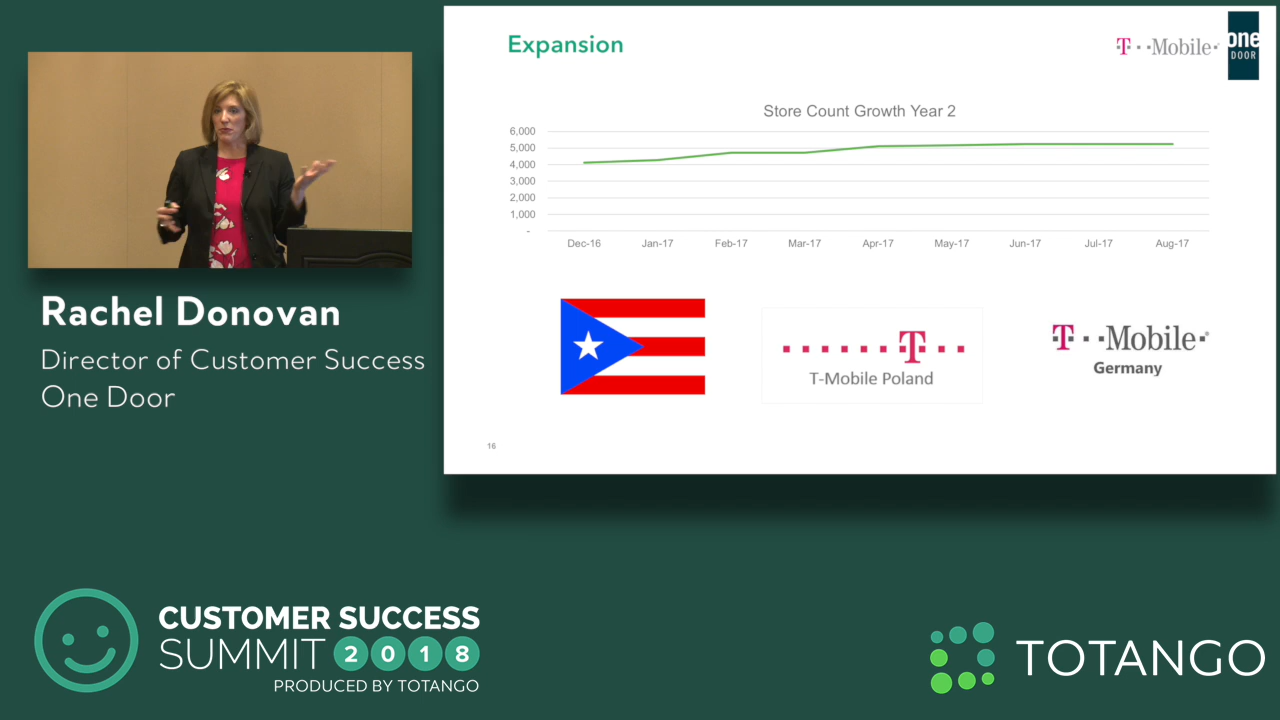 Expansion
T··Mobile·
one
DOOR
Store Count Growth Year 2
6,000
5,000
4,000
3,000
2,000
1,000
-
Dec-16 Jan-17 Feb-17 Mar-17 Apr-17 May-17 Jun-17 Jul-17 Aug-17
T
T-Mobile Poland
T··Mobile·®
Germany
16
Rachel Donovan
Director of Customer Success
One Door
CUSTOMER SUCCESS
SUMMIT 2018
PRODUCED BY TOTANGO
TOTANGO